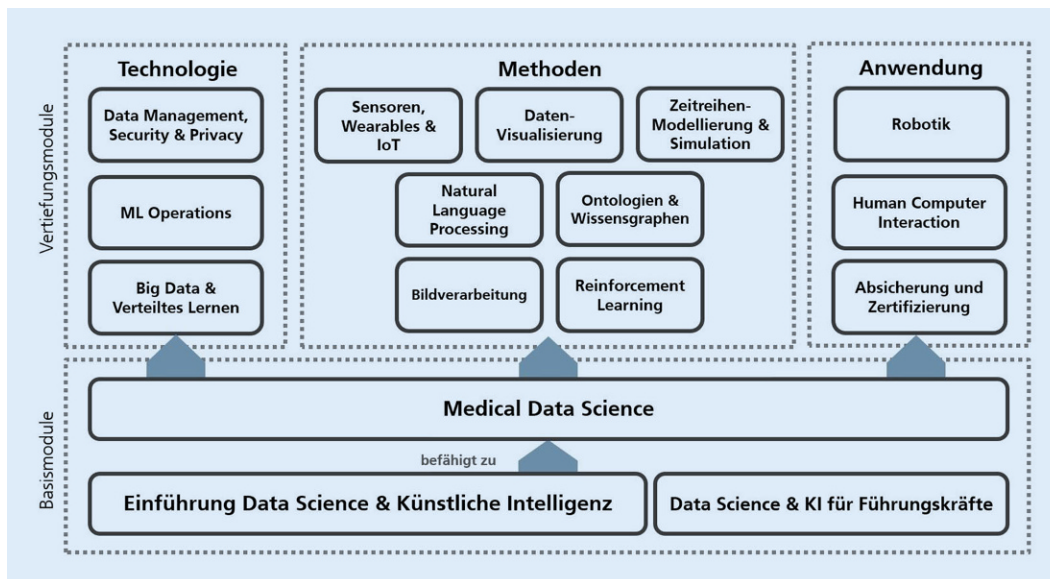 Vertiefungsmodule
Technologie
Data Management,
Security & Privacy
ML Operations
Big Data &
Verteiltes Lernen
Methoden
Sensoren,
Wearables &
IoT
Daten-
Visualisierung
Zeitreihen-
Modellierung &
Simulation
Natural
Language
Processing
Ontologien &
Wissensgraphen
Bildverarbeitung
Reinforcement
Learning
Anwendung
Robotik
Human Computer
Interaction
Absicherung und
Zertifizierung
Basismodule
Medical Data Science
befähigt zu
Einführung Data Science & Künstliche Intelligenz
Data Science & KI für Führungskräfte